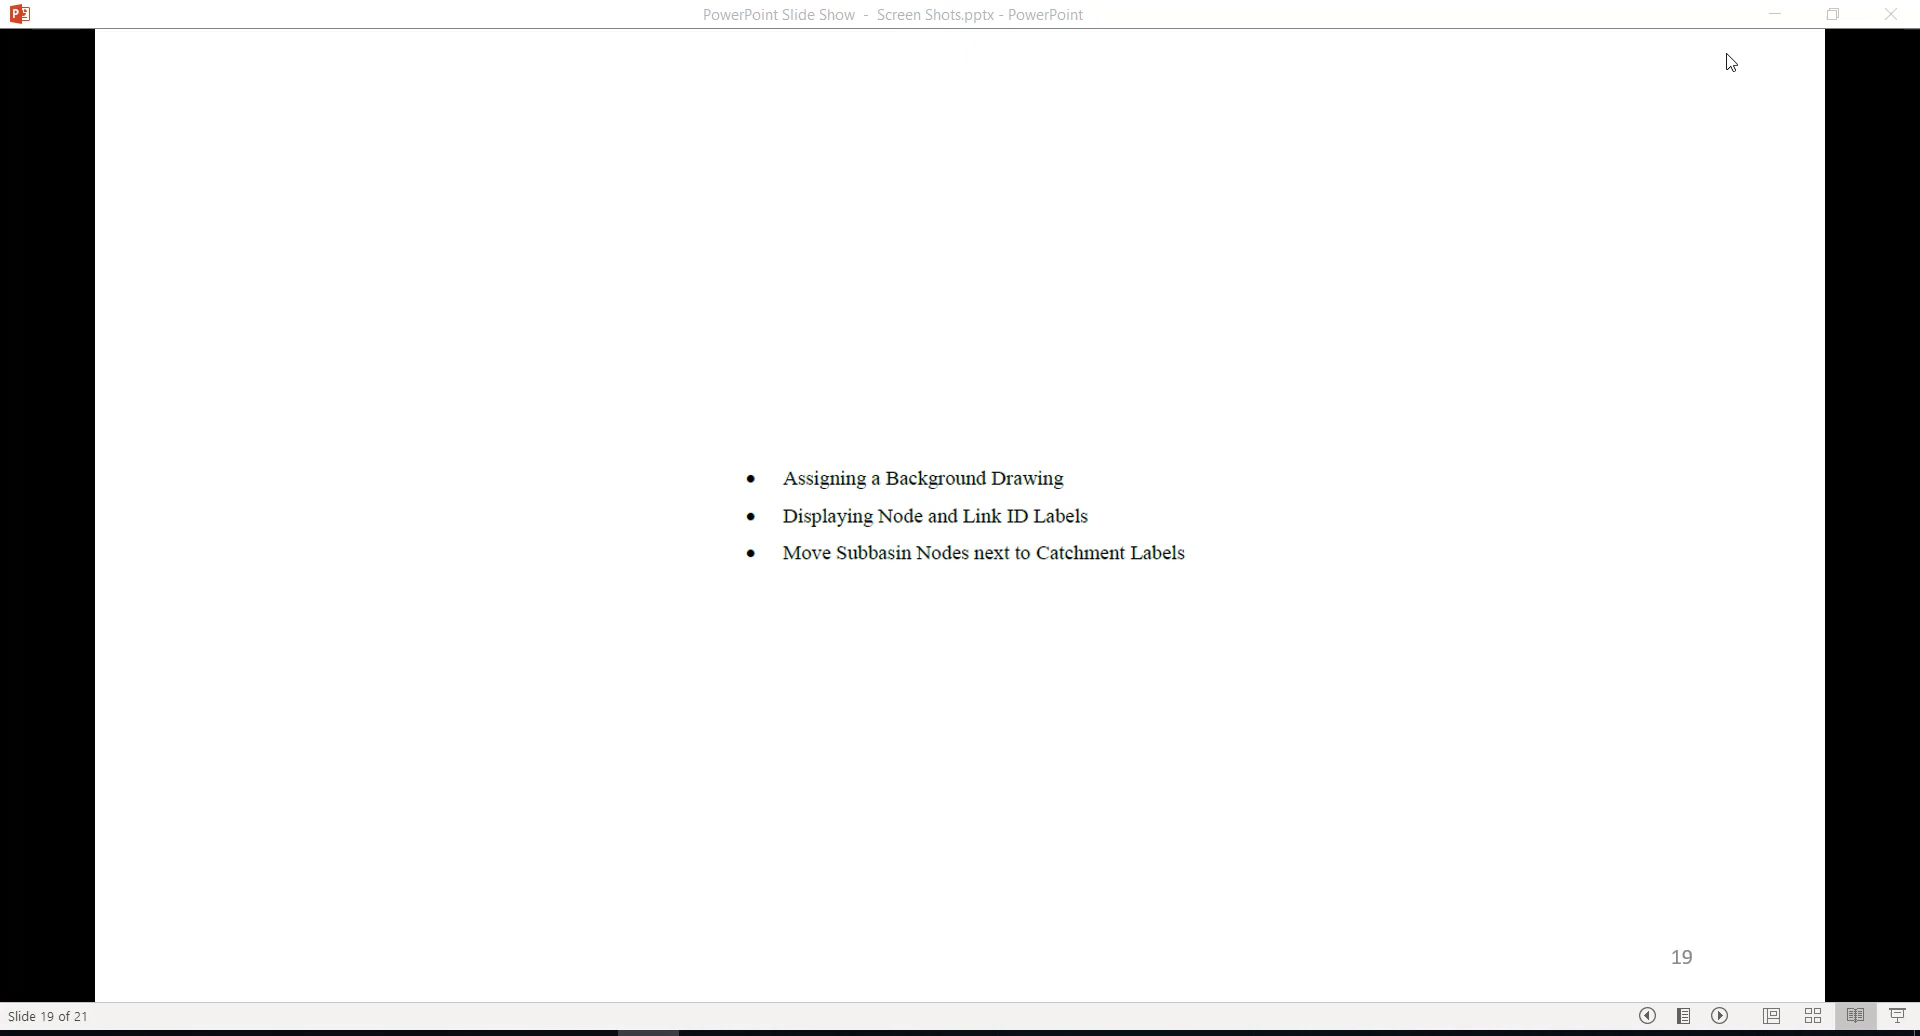 PowerPoint Slide Show - Screen Shots.pptx - PowerPoint
• Assigning a Background Drawing
• Displaying Node and Link ID Labels
• Move Subbasin Nodes next to Catchment Labels
19
Slide 19 of 21